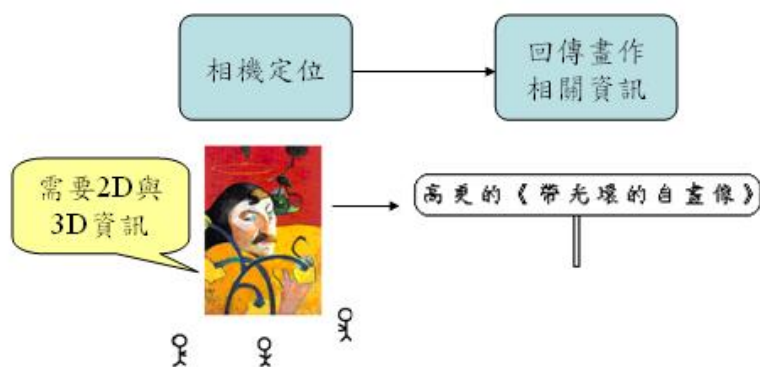 相機定位
回傳畫作
相關資訊
需要2D與
3D資訊
高更的《帶光環的自畫像》